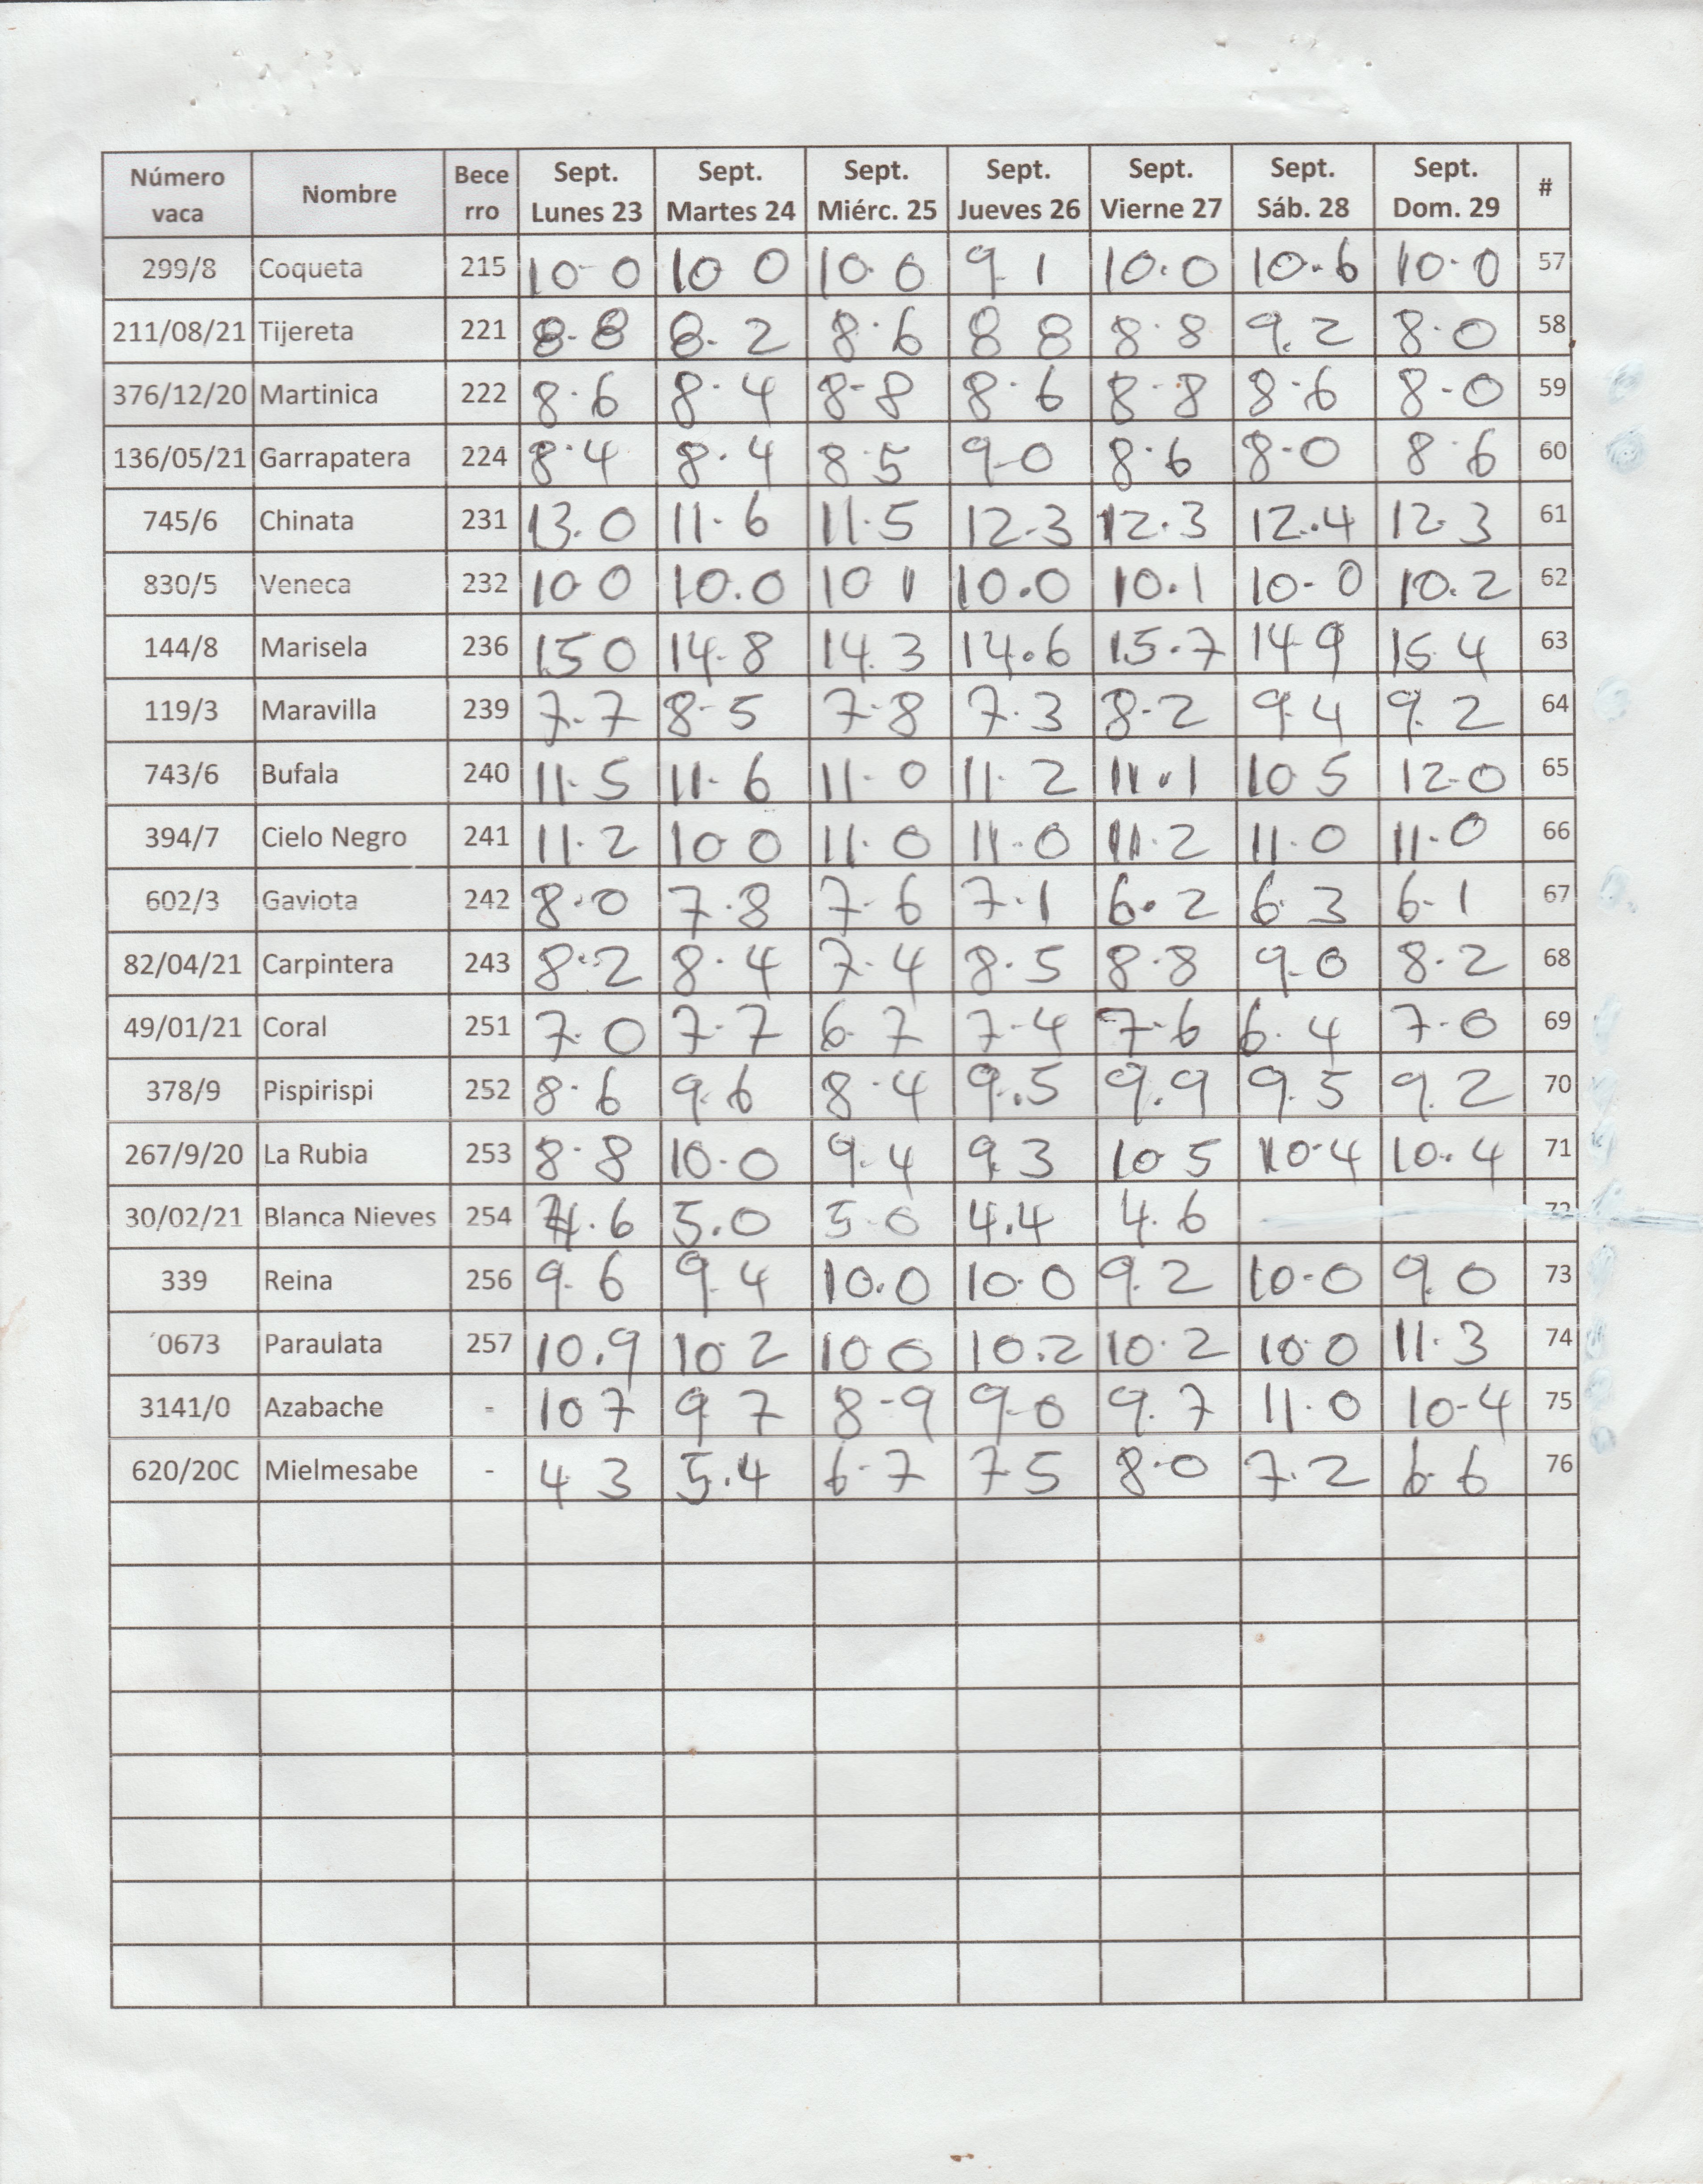 Número vaca Nombre Bece rro Sept. Lunes 23 Sept. Martes 24 Sept. Miérc. 25 Sept. Jueves 26 Sept. Vierne 27 Sept. Sáb. 28 Sept. Dom. 29 #
299/8 Coqueta 215 10-0 10 0 10.0 9 1 10.0 10.6 10.0 57
211/08/21 Tijereta 221 8-8 8.2 8.6 8 8 8.8 9.2 8.0 58
376/12/20 Martinica 222 8.6 8.4 8-8 8.6 8-8 8.6 8-0 59
136/05/21 Garrapatera 224 8.4 8.4 8.5 9-0 8.6 8-0 8.6 60
745/6 Chinata 231 13.0 11.6 11.5 12.3 12.3 12.4 12.3 61
830/5 Veneca 232 10 0 10.0 10 1 10.0 10.1 10-0 10.2 62
144/8 Marisela 236 15 0 14.8 14.3 14.6 15.7 14 9 15.4 63
119/3 Maravilla 239 7.7 8-5 7.8 7.3 8-2 9.4 9.2 64
743/6 Bufala 240 11.5 11.6 11.0 11.2 11.1 10 5 12-0 65
394/7 Cielo Negro 241 11.2 10 0 11.0 11.0 11.2 11.0 11.0 66
602/3 Gaviota 242 8.0 7.8 7-6 7.1 6.2 6.3 6.1 67
82/04/21 Carpintera 243 8.2 8.4 7.4 8.5 8.8 9.0 8.2 68
49/01/21 Coral 251 7.0 7.7 6.7 7-4 7-6 6.4 7.0 69
378/9 Pispirispi 252 8.6 9.6 8.4 9.5 9.9 9.5 9.2 70
267/9/20 La Rubia 253 8.8 10.0 9.4 9.3 10 5 10.4 10.4 71
30/02/21 Blanca Nieves 254 4.6 5.0 5.0 4.4 4.6 72
339 Reina 256 9.6 9.4 10.0 10.0 9.2 10-0 9.0 73
´0673 Paraulata 257 10.9 10 2 10 0 10.2 10.2 10 0 11.3 74
3141/0 Azabache - 10 7 9 7 8-9 9-0 9.7 11.0 10-4 75
620/20C Mielmesabe - 4 3 5.4 6.7 7 5 8.0 7.2 6.6 76